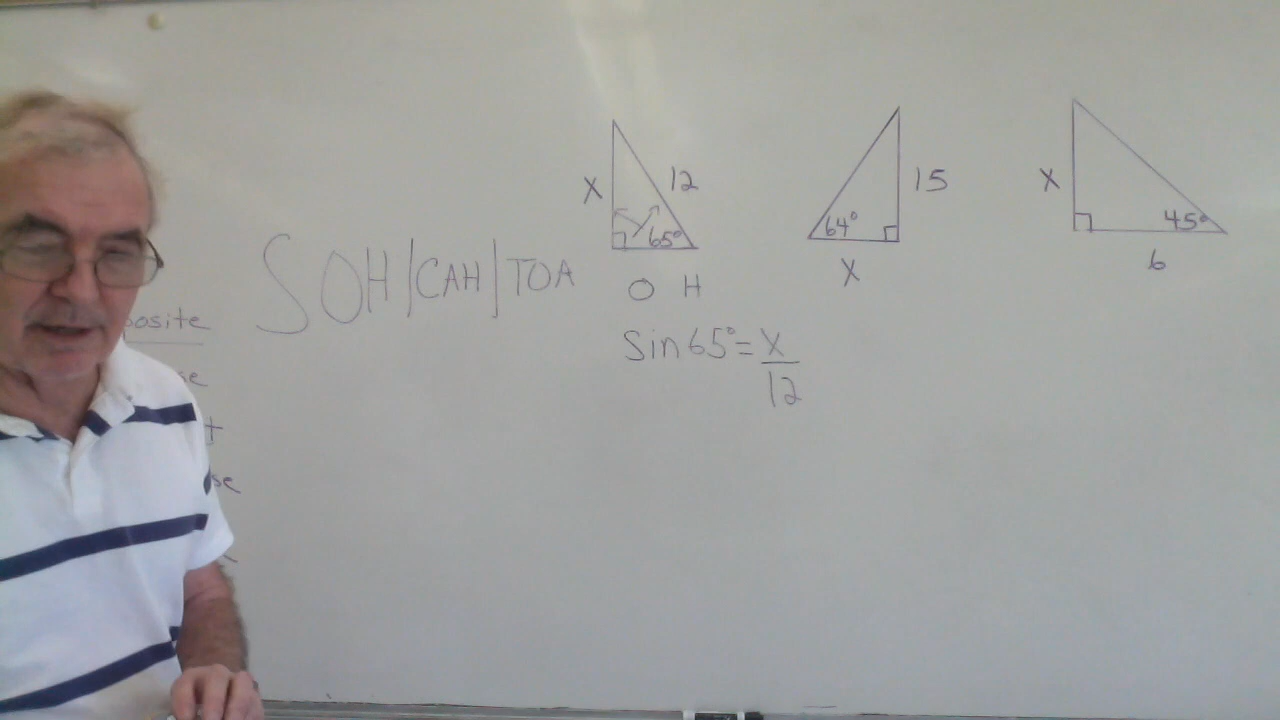 SOH|CAH|TOA
x 12
65°
O H
Sin 65° = x/12
64° 15
x
x 45°
6